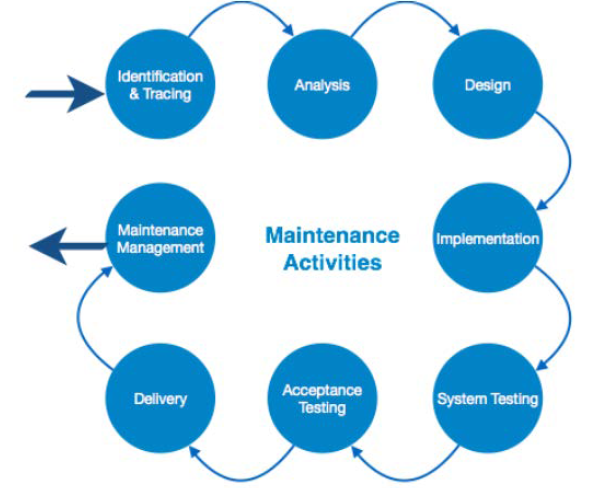 Identification
& Tracing
Analysis
Design
Maintenance
Management
Maintenance
Activities
Implementation
Delivery
Acceptance
Testing
System Testing